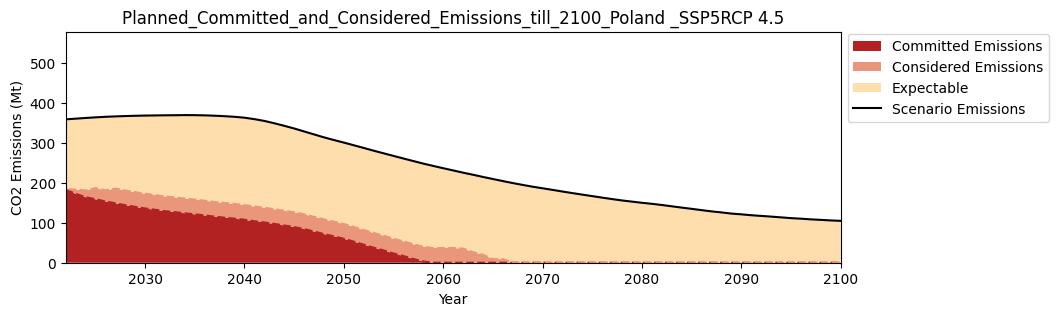 Planned_Committed_and_Considered_Emissions_till_2100_Poland _SSP5RCP 4.5
CO2 Emissions (Mt)
500
400
300
200
100
0
2030 2040 2050 2060 2070 2080 2090 2100
Year
Committed Emissions
Considered Emissions
Expectable
Scenario Emissions